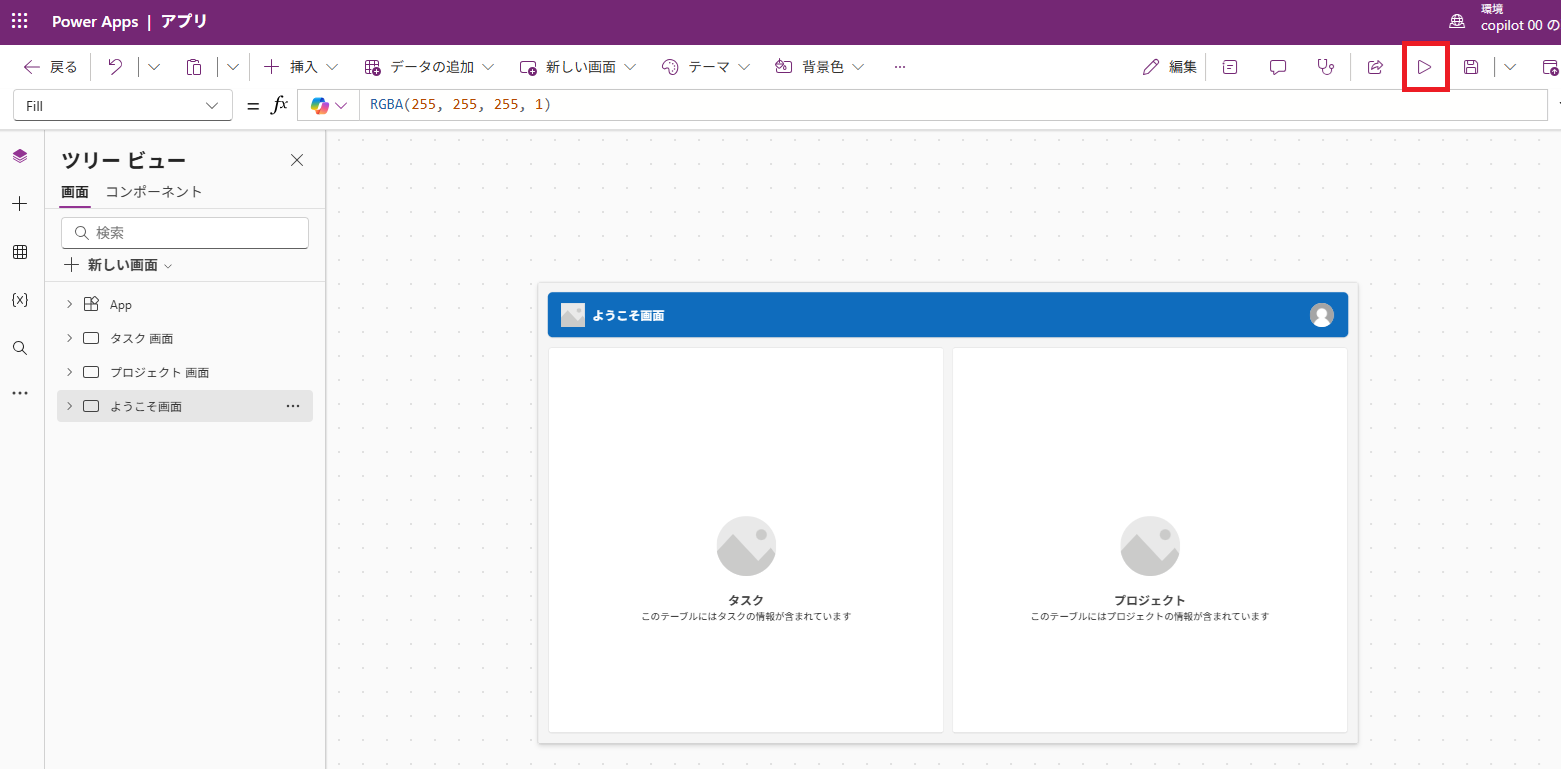 Power Apps | アプリ
環境
copilot 00 の
戻る
挿入
データの追加
新しい画面
テーマ
背景色
...
編集
Fill
= fx
RGBA(255, 255, 255, 1)
ツリー ビュー
画面 コンポーネント
検索
新しい画面
App
タスク 画面
プロジェクト 画面
ようこそ画面
{x}
ようこそ画面
タスク
このテーブルにはタスクの情報が含まれています
プロジェクト
このテーブルにはプロジェクトの情報が含まれています